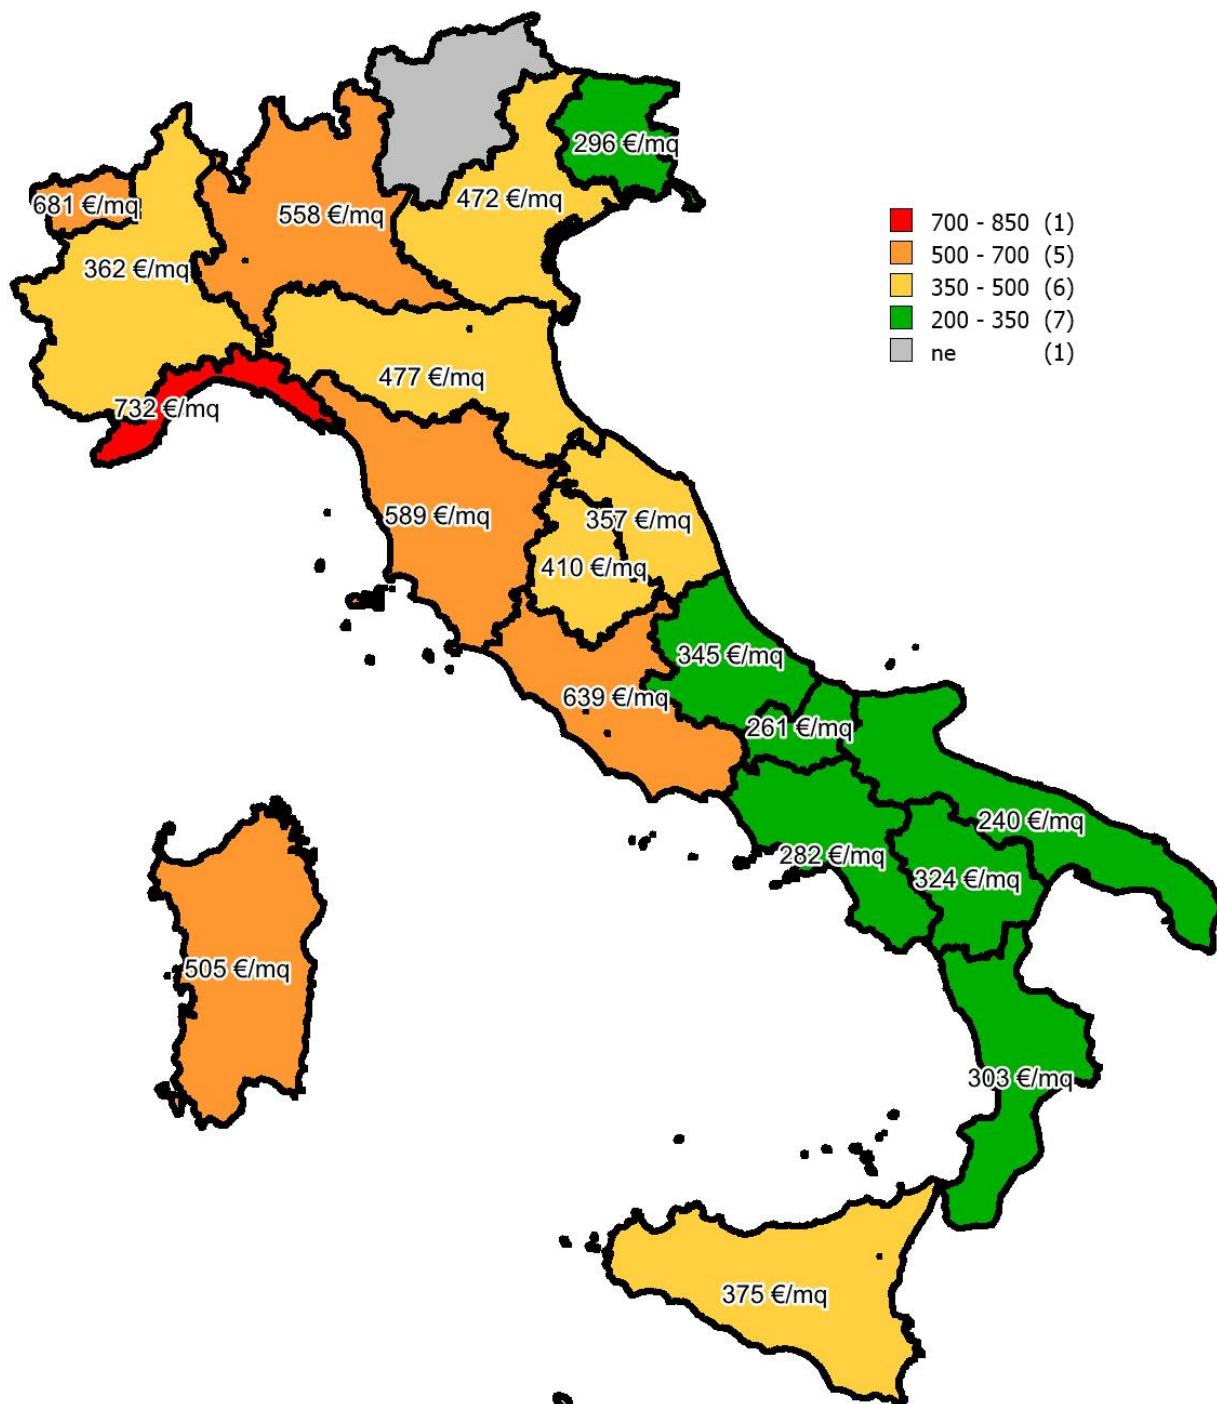 296 €/mq
472 €/mq
681 €/mq
558 €/mq
700 - 850 (1)
500 - 700 (5)
362 €/mq
350 - 500 (6)
200 - 350 (7)
ne (1)
477 €/mq
732 €/mq
589 €/mq
357 €/mq
410 €/mq
345 €/mq
639 €/mq
261 €/mq
240 €/mq
282 €/mq
324 €/mq
505 €/mq
303 €/mq
375 €/mq